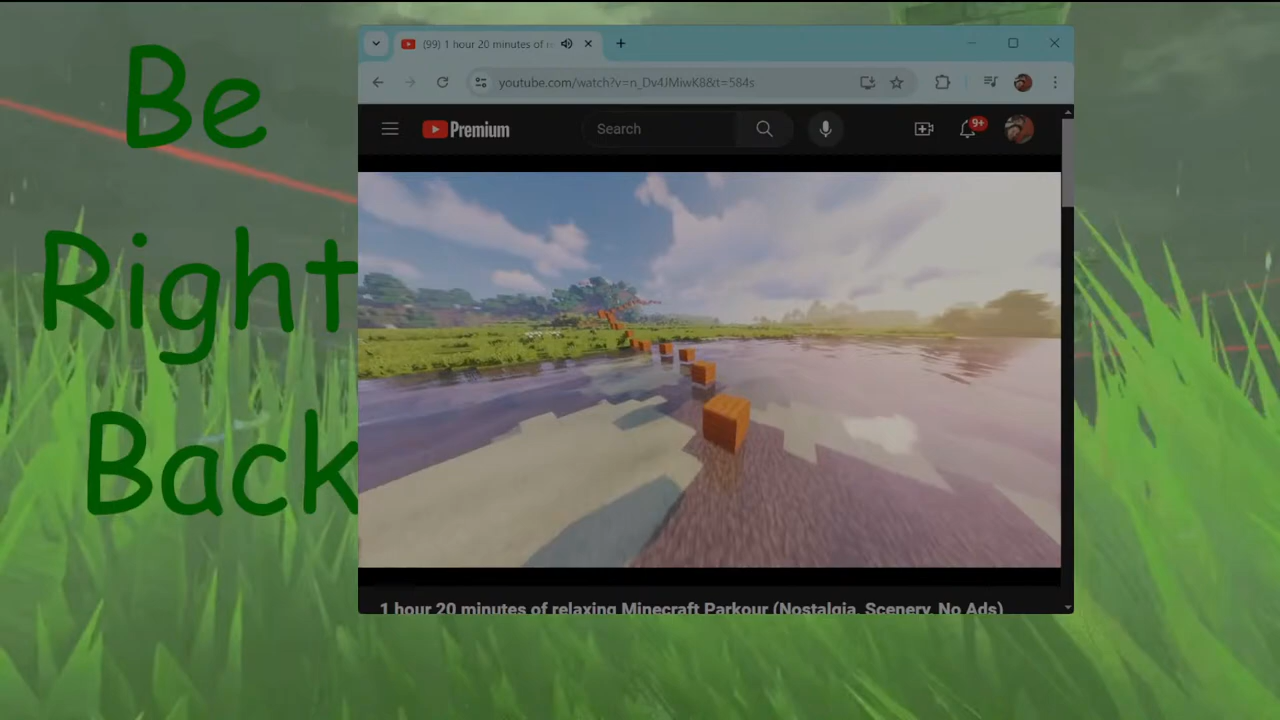 Be
Right
Back
(99) 1 hour 20 minutes of re
youtube.com/watch?v=n_Dv4JMiwK8&t=584s
Premium
Search
9+
1 hour 20 minutes of relaxing Minecraft Parkour (Nostalgia, Scenery, No Ads)